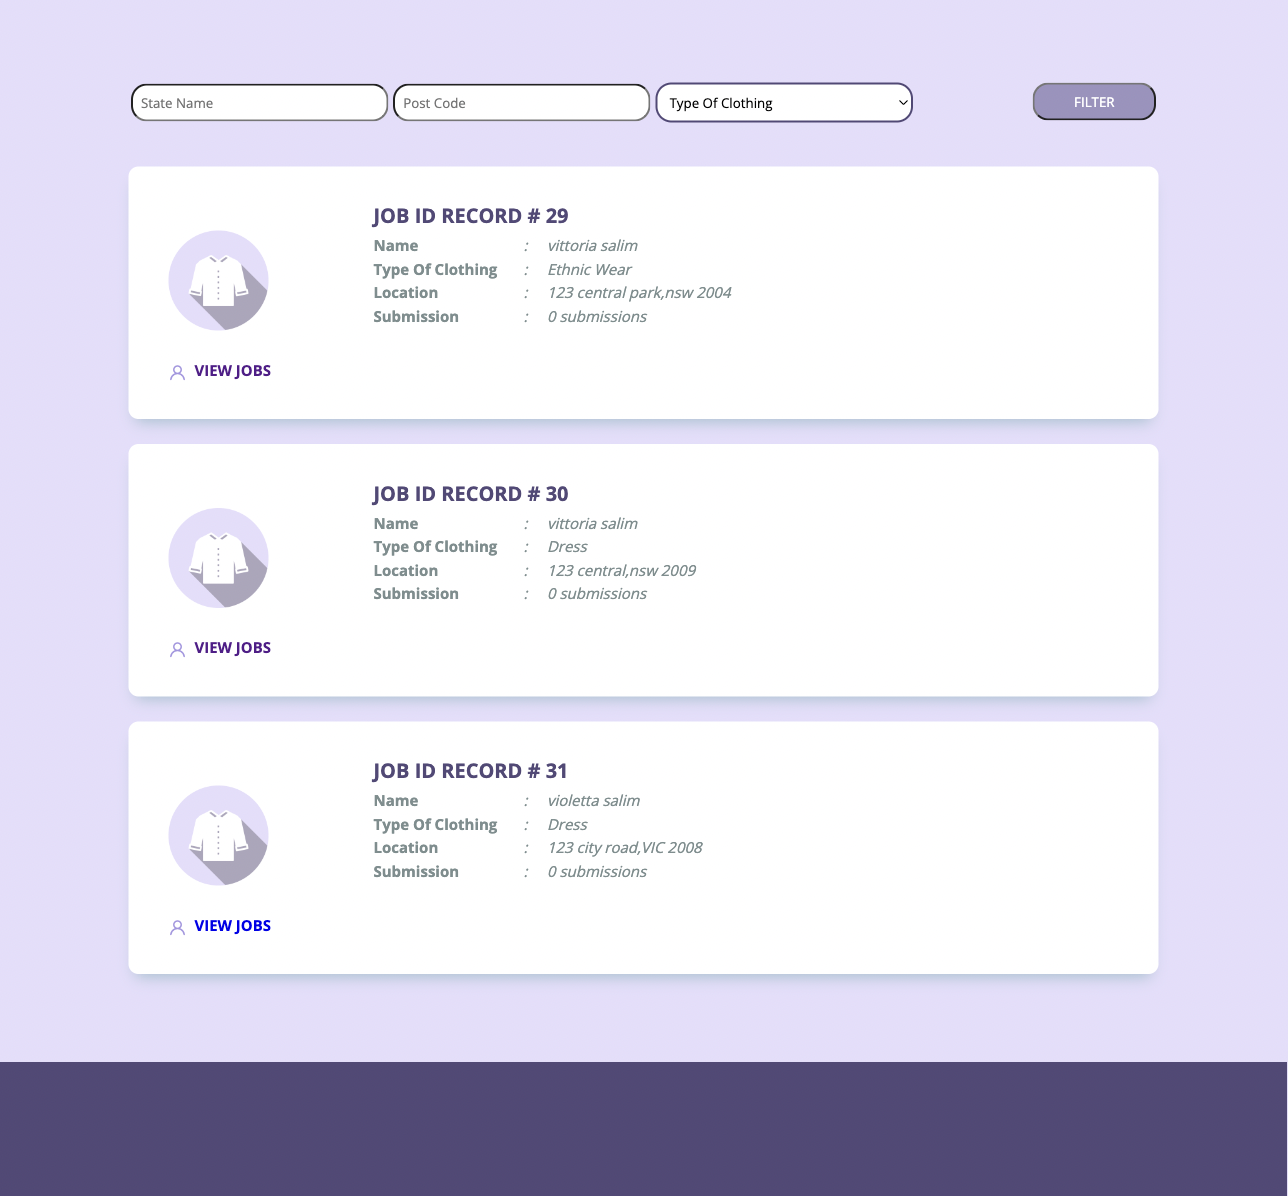 State Name Post Code Type Of Clothing FILTER
JOB ID RECORD # 29
Name : vittoria salim
Type Of Clothing : Ethnic Wear
Location : 123 central park,nsw 2004
Submission : 0 submissions
VIEW JOBS
JOB ID RECORD # 30
Name : vittoria salim
Type Of Clothing : Dress
Location : 123 central,nsw 2009
Submission : 0 submissions
VIEW JOBS
JOB ID RECORD # 31
Name : violetta salim
Type Of Clothing : Dress
Location : 123 city road,VIC 2008
Submission : 0 submissions
VIEW JOBS